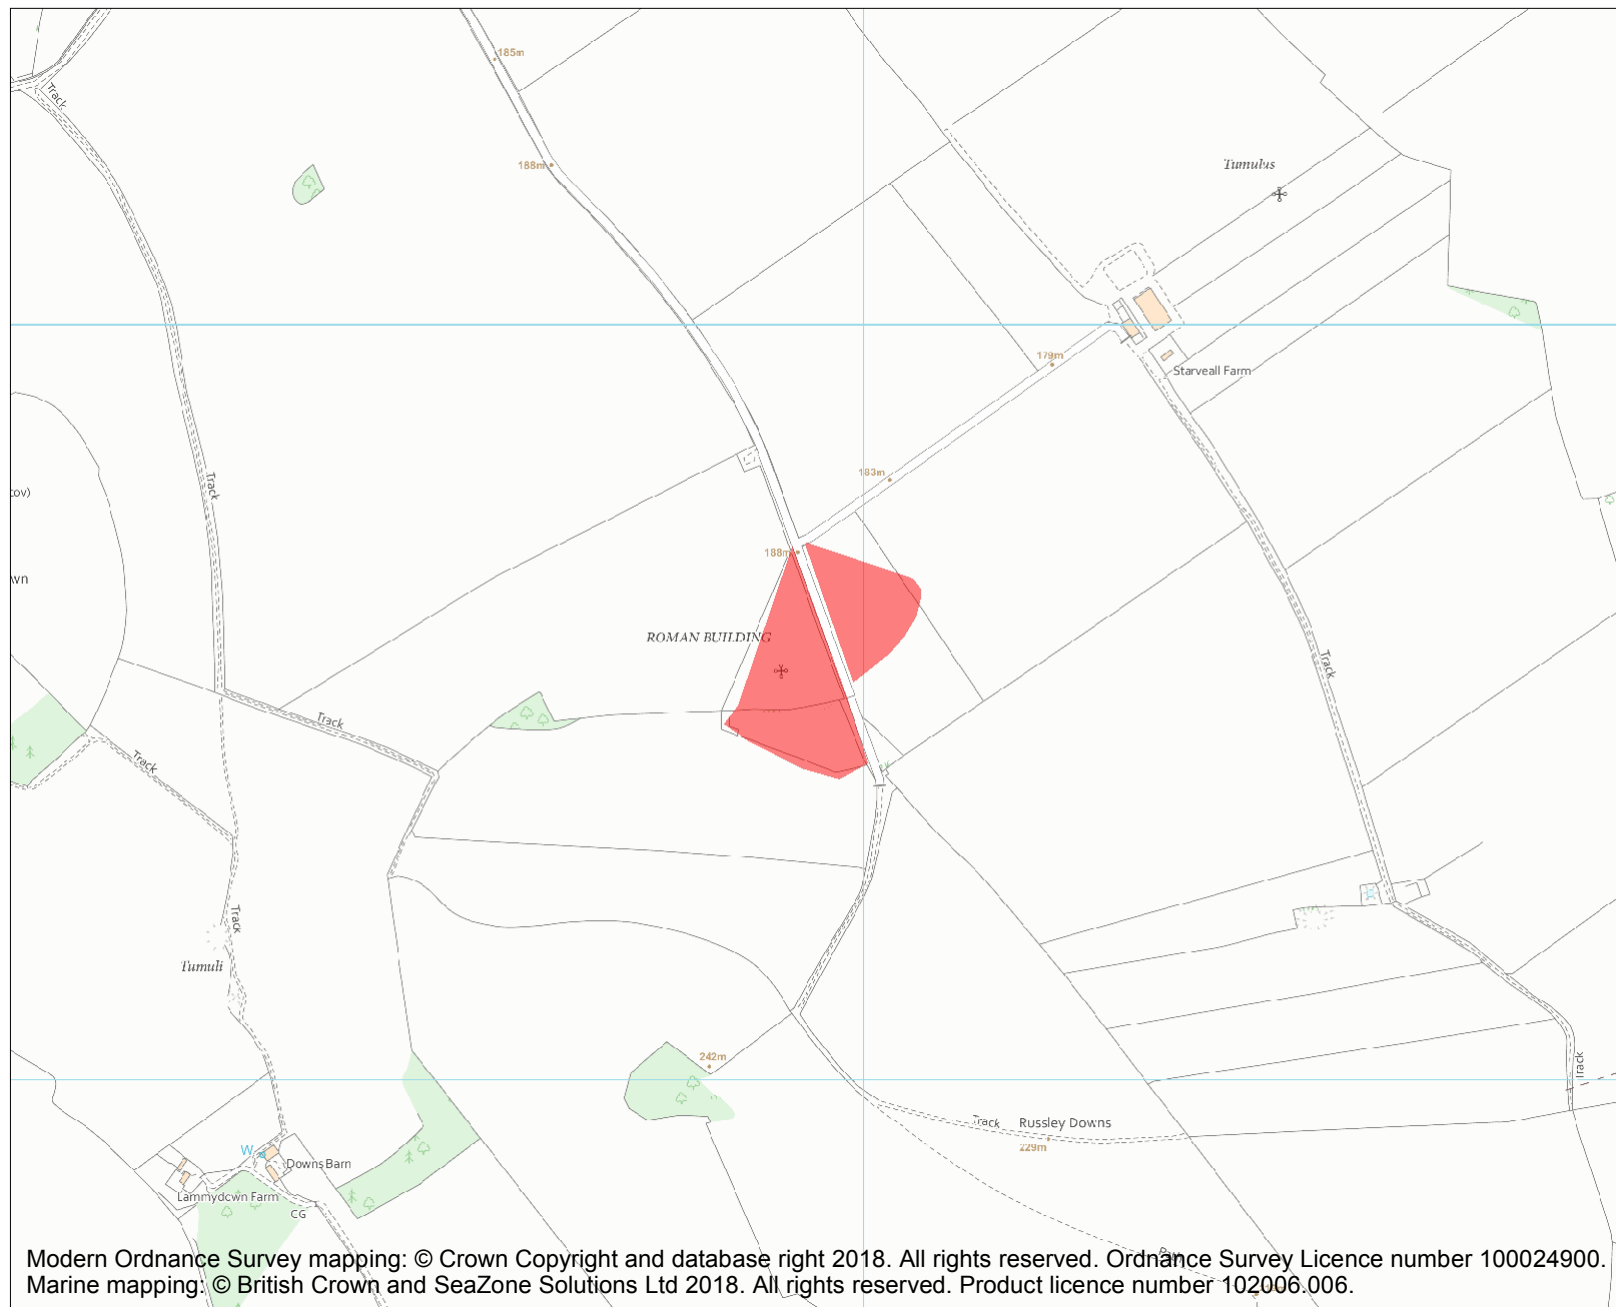 185m
Track
188m
Tumulus
179m
Starveall Farm
183m
Track
cov)
188m
wn
ROMAN BUILDING
Track
Track
Track
Track
Tumuli
242m
Track
Track Russley Downs
229m
W
Downs Barn
Lammydown Farm
CG
Path
Modern Ordnance Survey mapping: © Crown Copyright and database right 2018. All rights reserved. Ordnance Survey Licence number 100024900.
Marine mapping: © British Crown and SeaZone Solutions Ltd 2018. All rights reserved. Product licence number 102006.006.